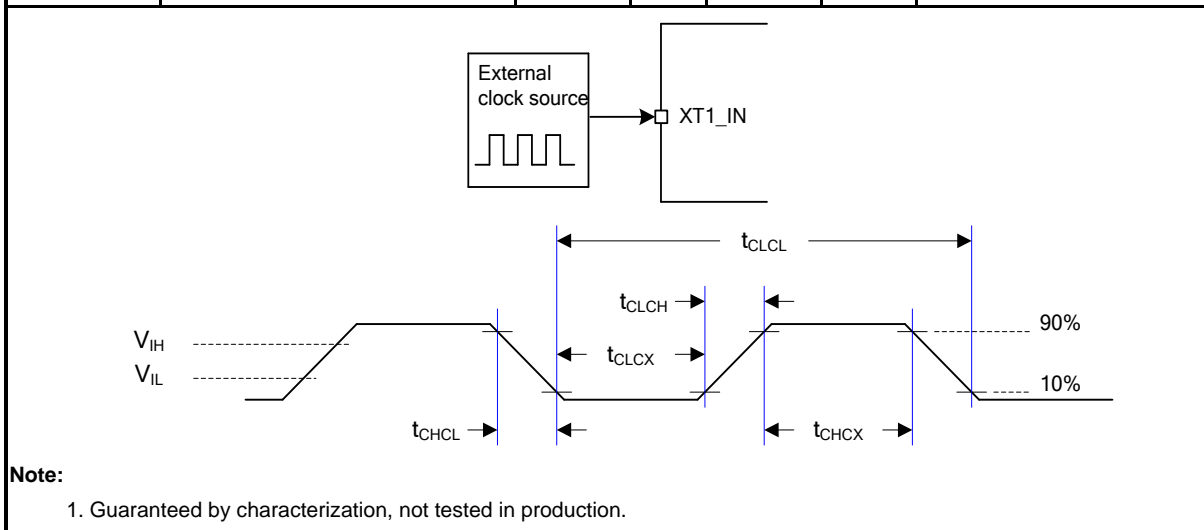 External
clock source
XT1_IN
tCLCL
tCLCH
90%
VIH
tCLCX
VIL
10%
tCHCL
tCHCX
Note:
1. Guaranteed by characterization, not tested in production.